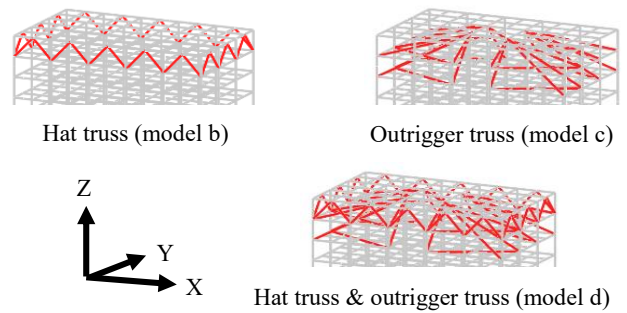 Hat truss (model b)
Outrigger truss (model c)
Z
Y
X
Hat truss & outrigger truss (model d)